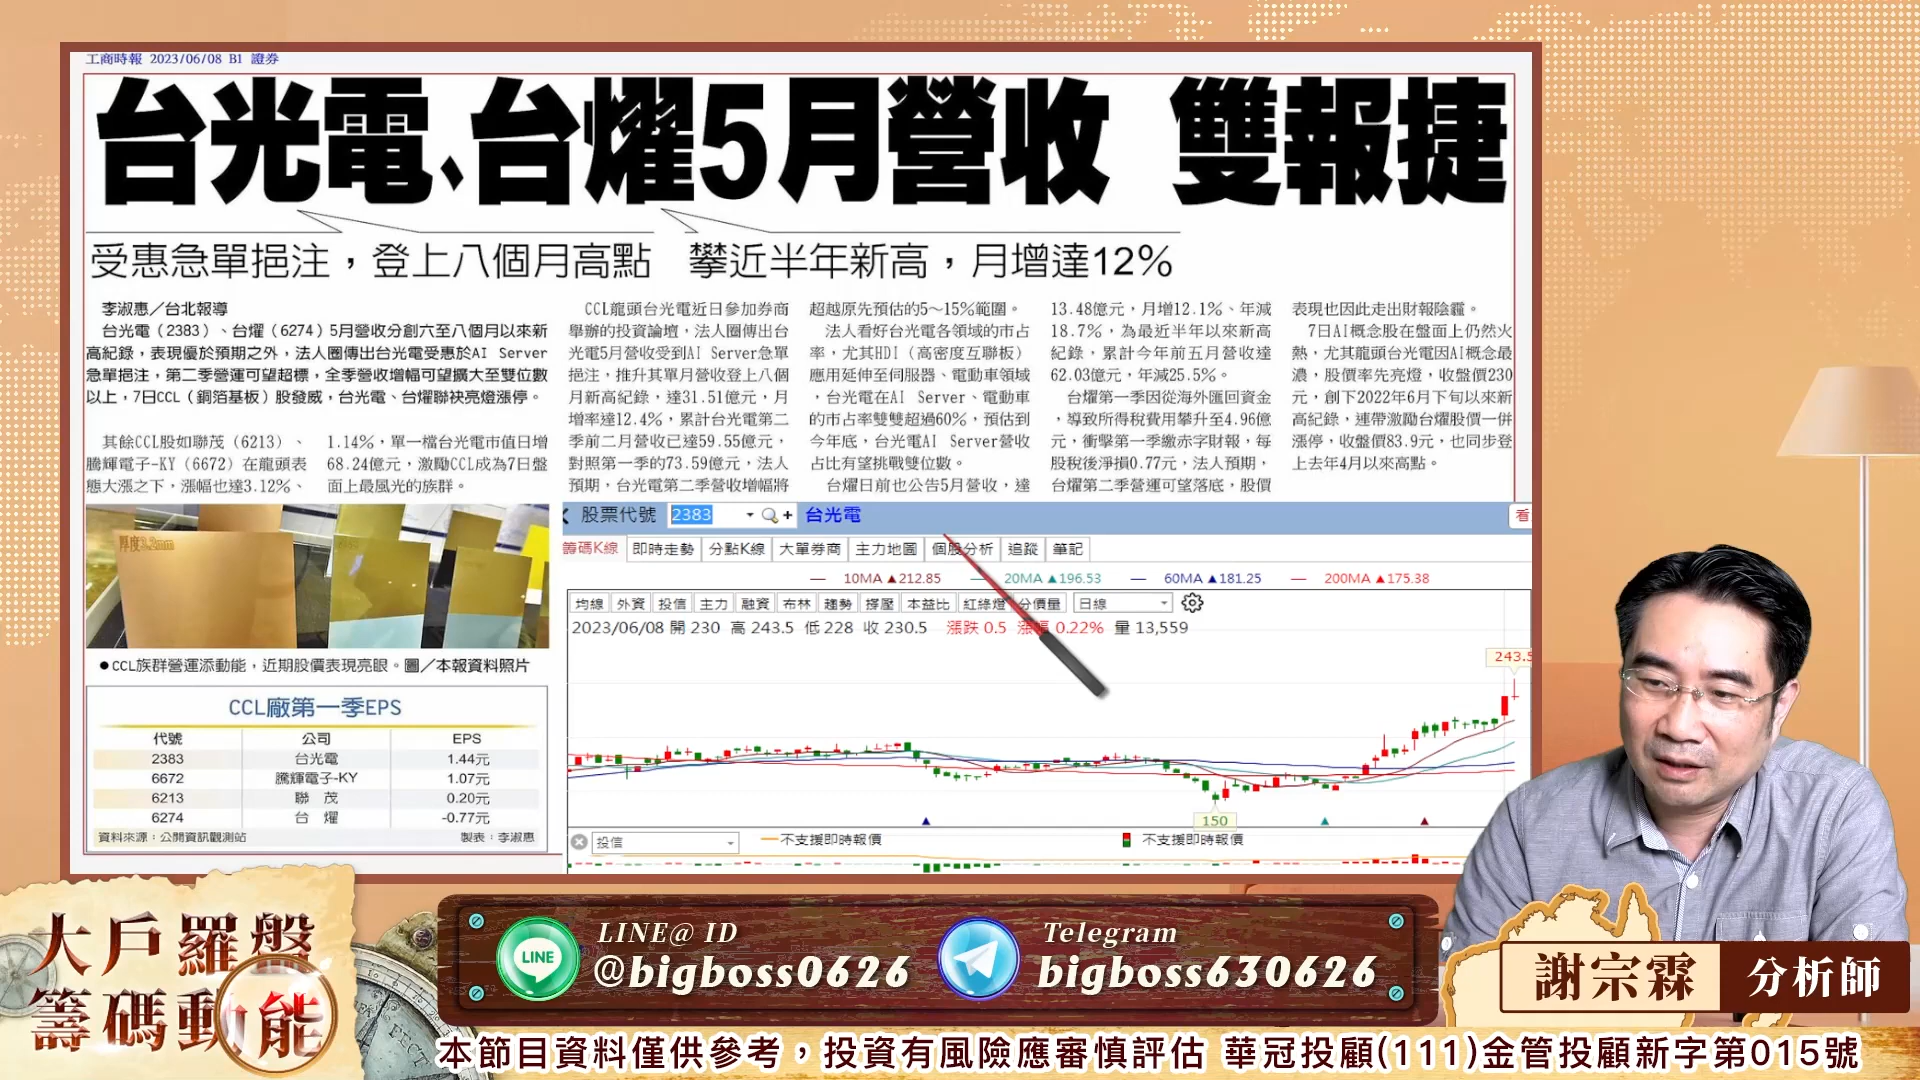 工商時報 2023/06/08 B1 證券
台光電、台燿5月營收 雙報捷
受惠急單挹注，登上八個月高點
攀近半年新高，月增達12%
李淑惠／台北報導
台光電（2383）、台燿（6274）5月營收分創六至八個月以來新
高紀錄，表現優於預期之外，法人圈傳出台光電受惠於AI Server
急單挹注，第二季營運可望超標，全季營收增幅可望擴大至雙位數
以上，7日CCL（銅箔基板）股發威，台光電、台燿聯袂亮燈漲停。
其餘CCL股如聯茂（6213）、
騰輝電子-KY（6672）在龍頭表
態大漲之下，漲幅也達3.12%、
1.14%，單一檔台光電市值日增
68.24億元，激勵CCL成為7日盤
面上最風光的族群。
CCL龍頭台光電近日參加券商
舉辦的投資論壇，法人圈傳出台
光電5月營收受到AI Server急單
挹注，推升其單月營收登上八個
月新高紀錄，達31.51億元，月
增率達12.4%，累計台光電第二
季前二月營收已達59.55億元，
對照第一季的73.59億元，法人
預期，台光電第二季營收增幅將
超越原先預估的5～15%範圍。
法人看好台光電各領域的市占
率，尤其HDI（高密度互聯板）
應用延伸至伺服器、電動車領域
，台光電在AI Server、電動車
的市占率雙雙超過60%，預估到
今年底，台光電AI Server營收
占比有望挑戰雙位數。
台燿日前也公告5月營收，達
13.48億元，月增12.1%、年減
18.7%，為最近半年以來新高
紀錄，累計今年前五月營收達
62.03億元，年減25.5%。
台燿第一季因從海外匯回資金
，導致所得稅費用攀升至4.96億
元，衝擊第一季繳赤字財報，每
股稅後淨損0.77元，法人預期，
台燿第二季營運可望落底，股價
表現也因此走出財報陰霾。
7日AI概念股在盤面上仍然火
熱，尤其龍頭台光電因AI概念最
濃，股價率先亮燈，收盤價230
元，創下2022年6月下旬以來新
高紀錄，連帶激勵台燿股價一併
漲停，收盤價83.9元，也同步登
上去年4月以來高點。
厚度3.2mm
●CCL族群營運添動能，近期股價表現亮眼。圖／本報資料照片
CCL廠第一季EPS
代號 公司 EPS
2383 台光電 1.44元
6672 騰輝電子-KY 1.07元
6213 聯 茂 0.20元
6274 台 燿 -0.77元
資料來源：公開資訊觀測站 製表：李淑惠
股票代號 2383 台光電 看
籌碼K線 即時走勢 分點K線 大單券商 主力地圖 個股分析 追蹤 筆記
10MA ▲212.85 20MA ▲196.53 60MA ▲181.25 200MA ▲175.38
均線 外資 投信 主力 融資 布林 趨勢 撐壓 本益比 紅綠燈 分價量 日線
2023/06/08 開 230 高 243.5 低 228 收 230.5 漲跌 0.5 漲幅 0.22% 量 13,559
243.5
150
投信 不支援即時報價 不支援即時報價
大戶羅盤
籌碼動能
LINE
LINE@ ID
@bigboss0626
Telegram
bigboss630626
謝宗霖 分析師
本節目資料僅供參考，投資有風險應審慎評估 華冠投顧(111)金管投顧新字第015號